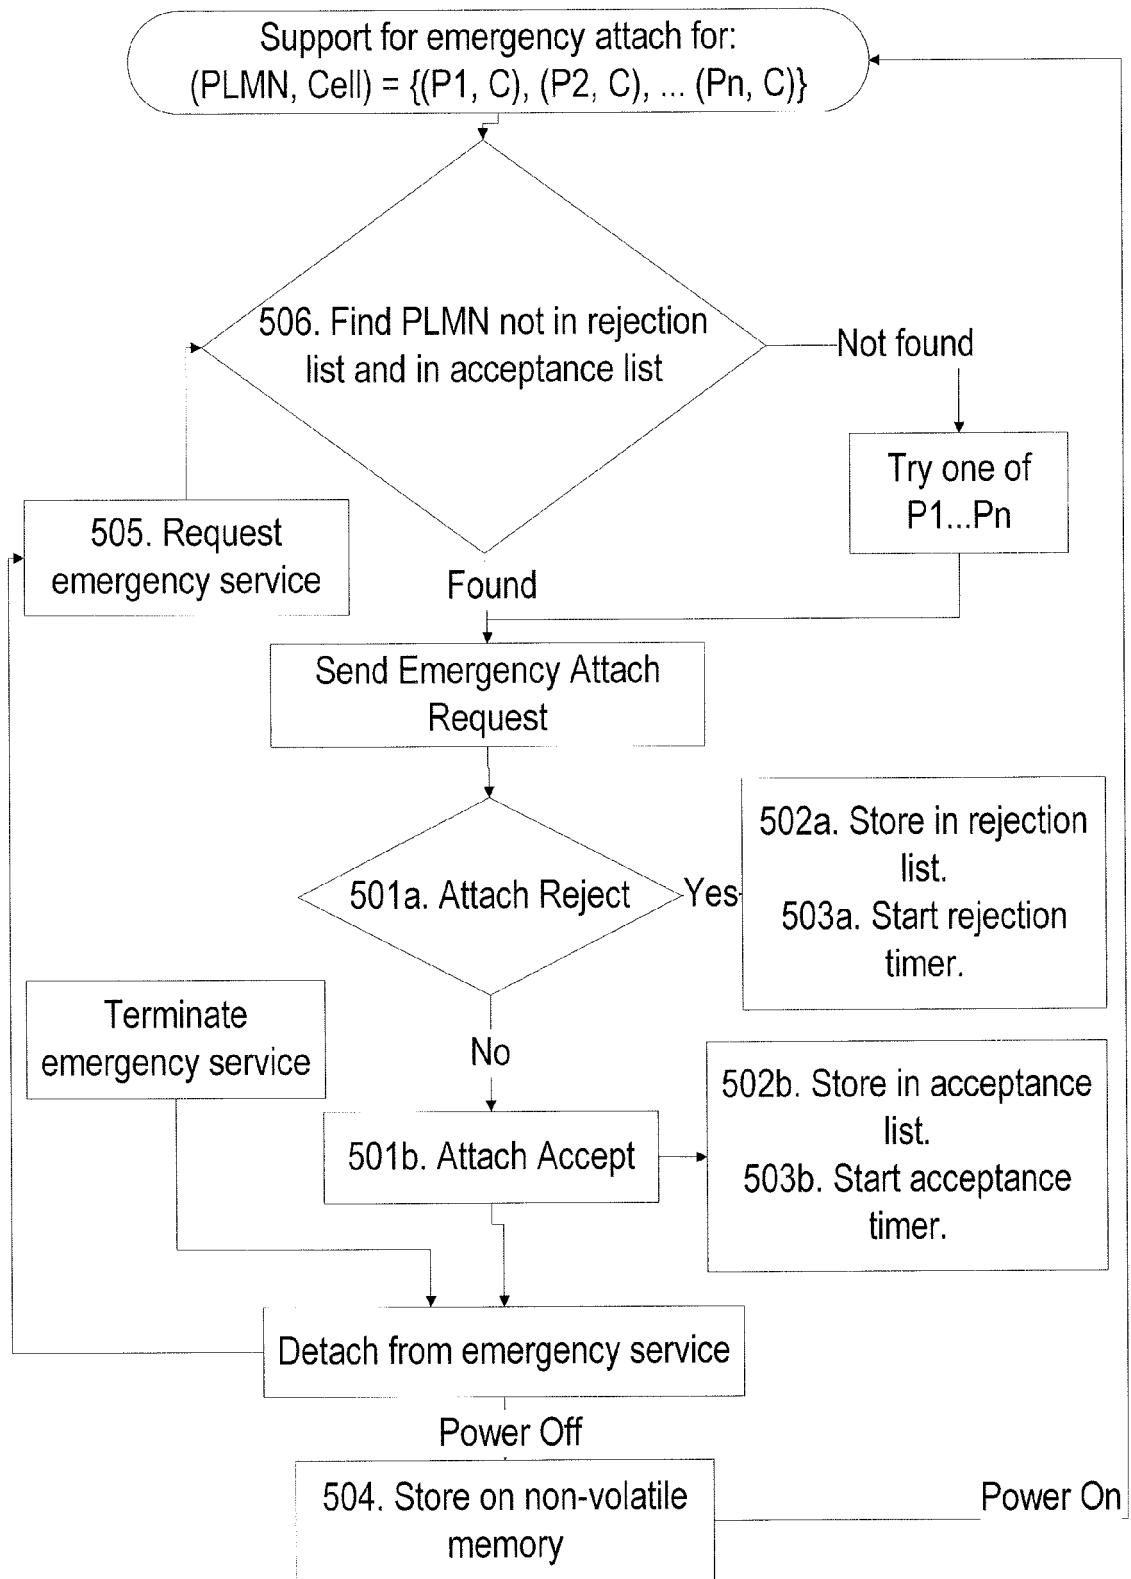 Support for emergency attach for:
(PLMN, Cell) = {(P1, C), (P2, C), ... (Pn, C)}
506. Find PLMN not in rejection
list and in acceptance list
Not found
Try one of
P1...Pn
505. Request
emergency service
Found
Send Emergency Attach
Request
501a. Attach Reject
Yes
502a. Store in rejection
list.
503a. Start rejection
timer.
Terminate
emergency service
No
501b. Attach Accept
502b. Store in acceptance
list.
503b. Start acceptance
timer.
Detach from emergency service
Power Off
504. Store on non-volatile
memory
Power On